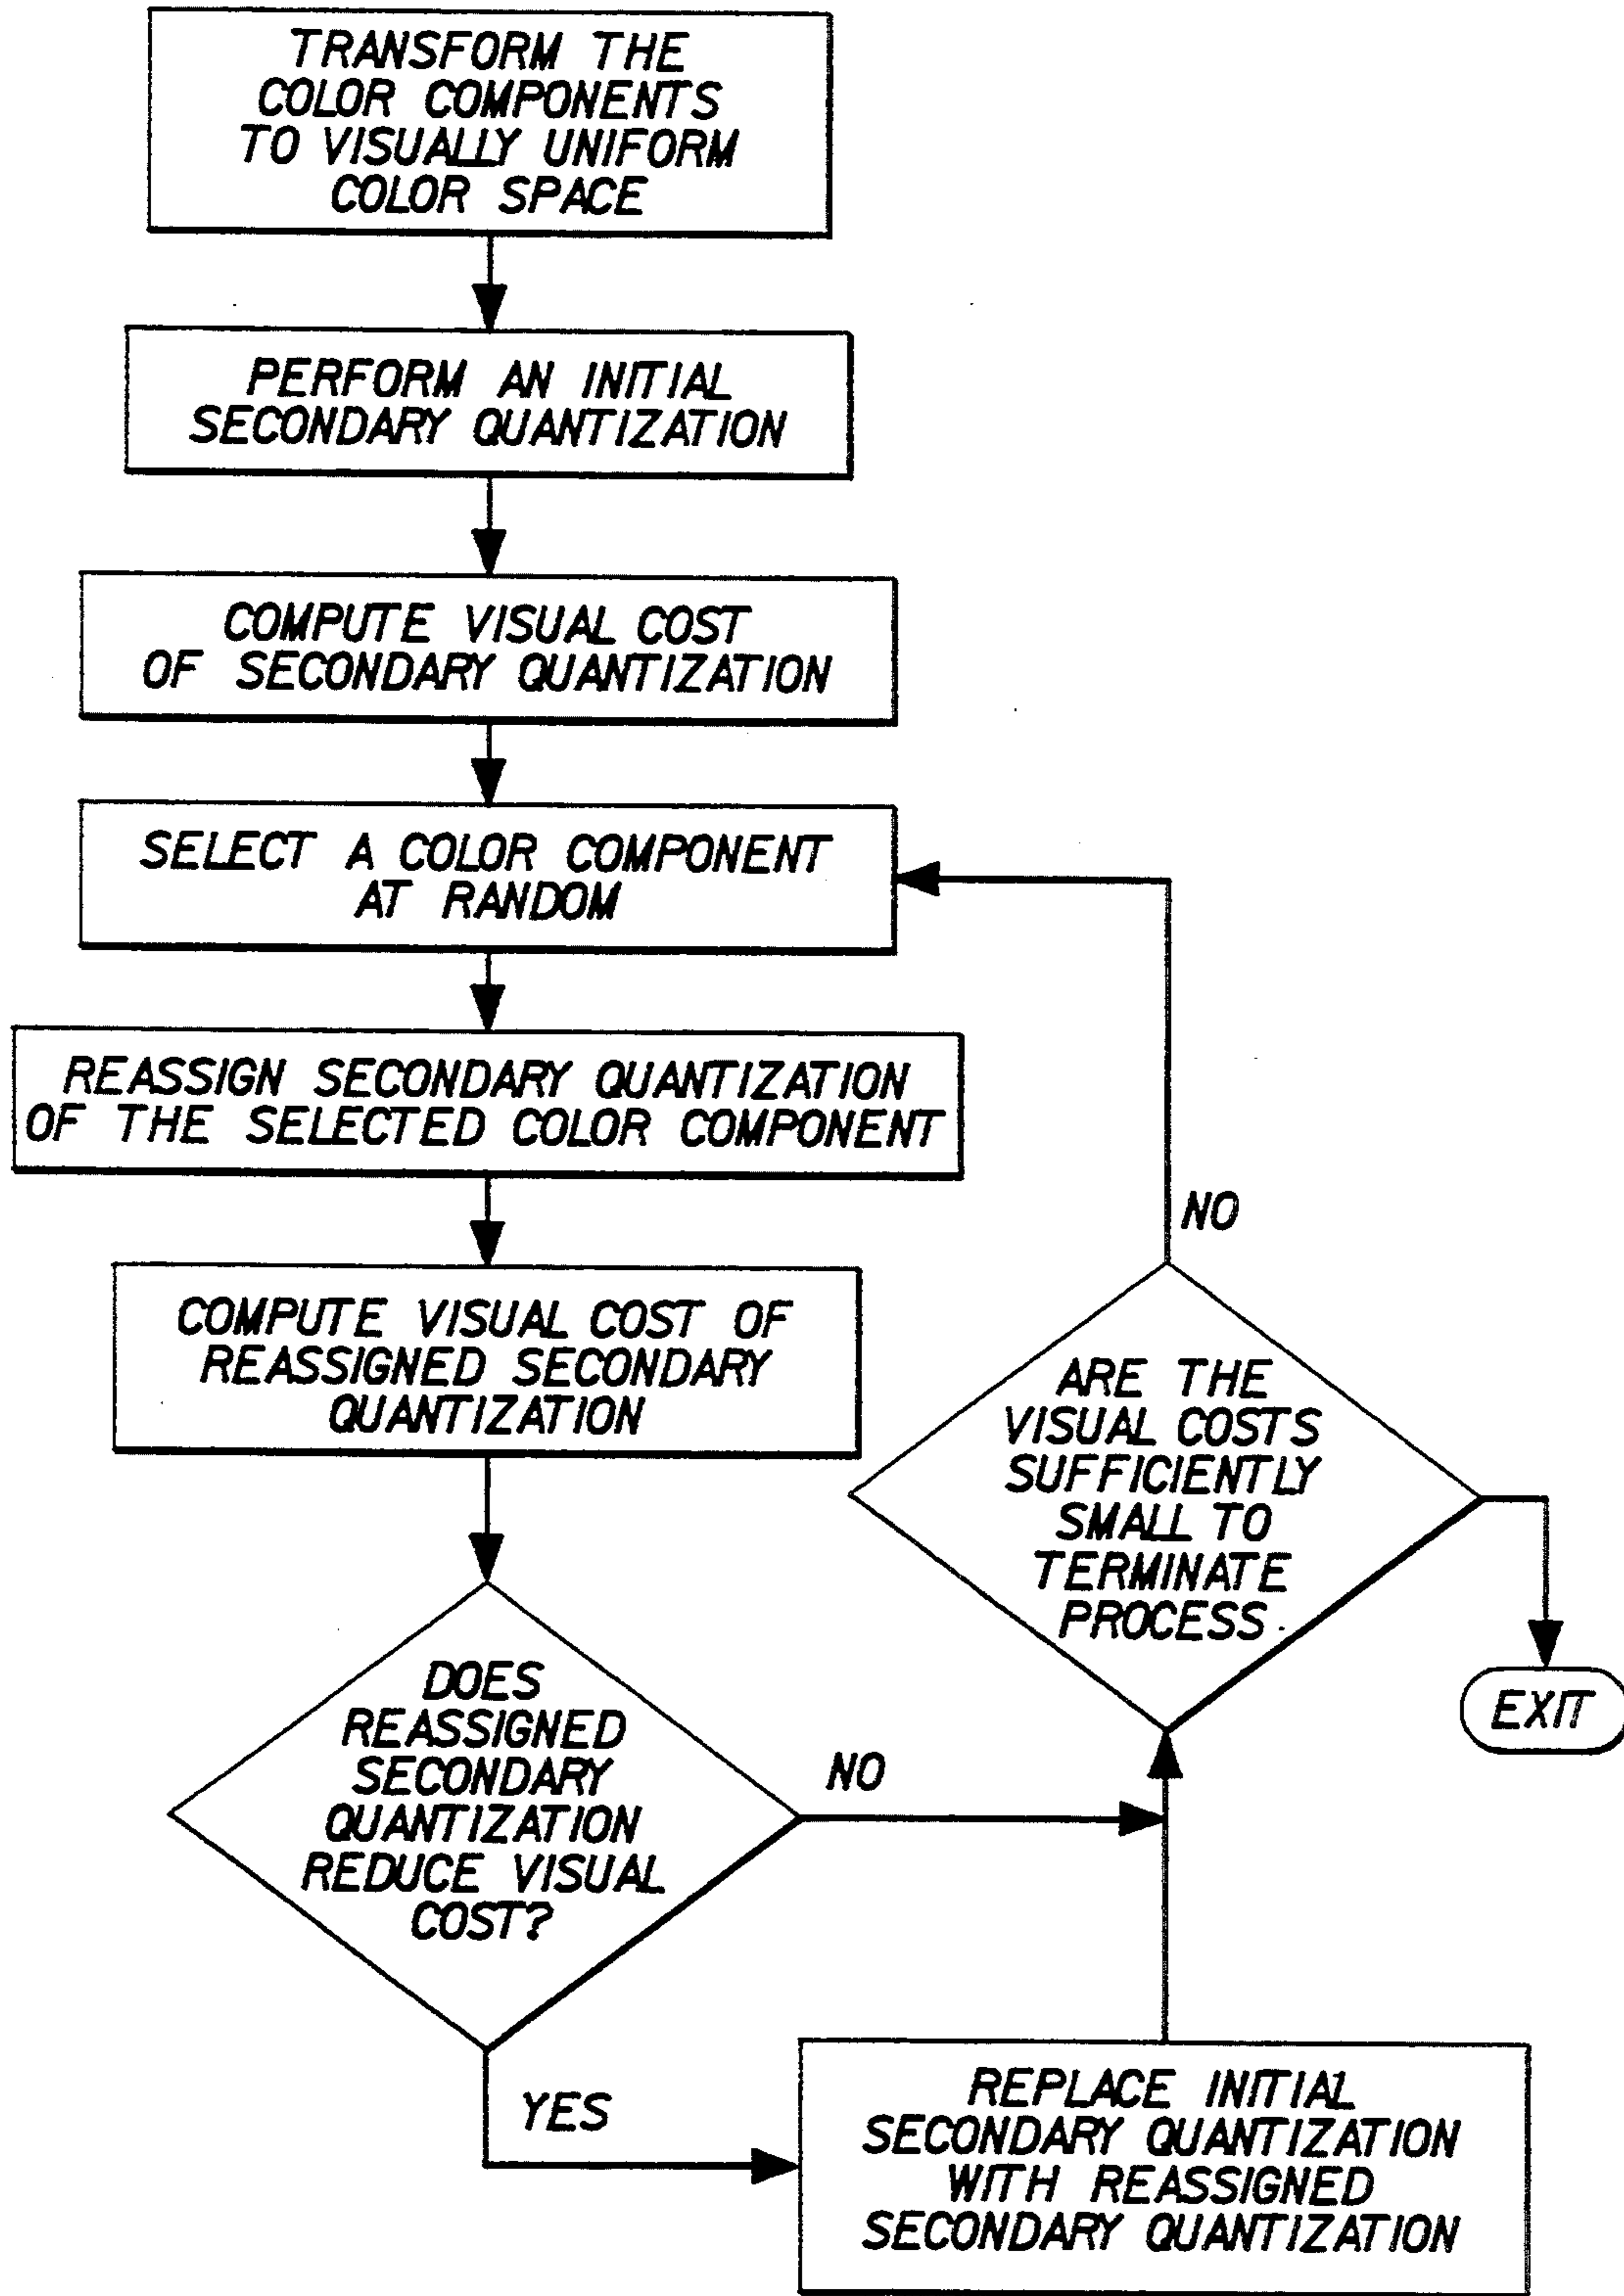 TRANSFORM THE
COLOR COMPONENTS
TO VISUALLY UNIFORM
COLOR SPACE
PERFORM AN INITIAL
SECONDARY QUANTIZATION
COMPUTE VISUAL COST
OF SECONDARY QUANTIZATION
SELECT A COLOR COMPONENT
AT RANDOM
REASSIGN SECONDARY QUANTIZATION
OF THE SELECTED COLOR COMPONENT
COMPUTE VISUAL COST OF
REASSIGNED SECONDARY
QUANTIZATION
DOES
REASSIGNED
SECONDARY
QUANTIZATION
REDUCE VISUAL
COST?
NO
YES
REPLACE INITIAL
SECONDARY QUANTIZATION
WITH REASSIGNED
SECONDARY QUANTIZATION
ARE THE
VISUAL COSTS
SUFFICIENTLY
SMALL TO
TERMINATE
PROCESS
NO
EXIT